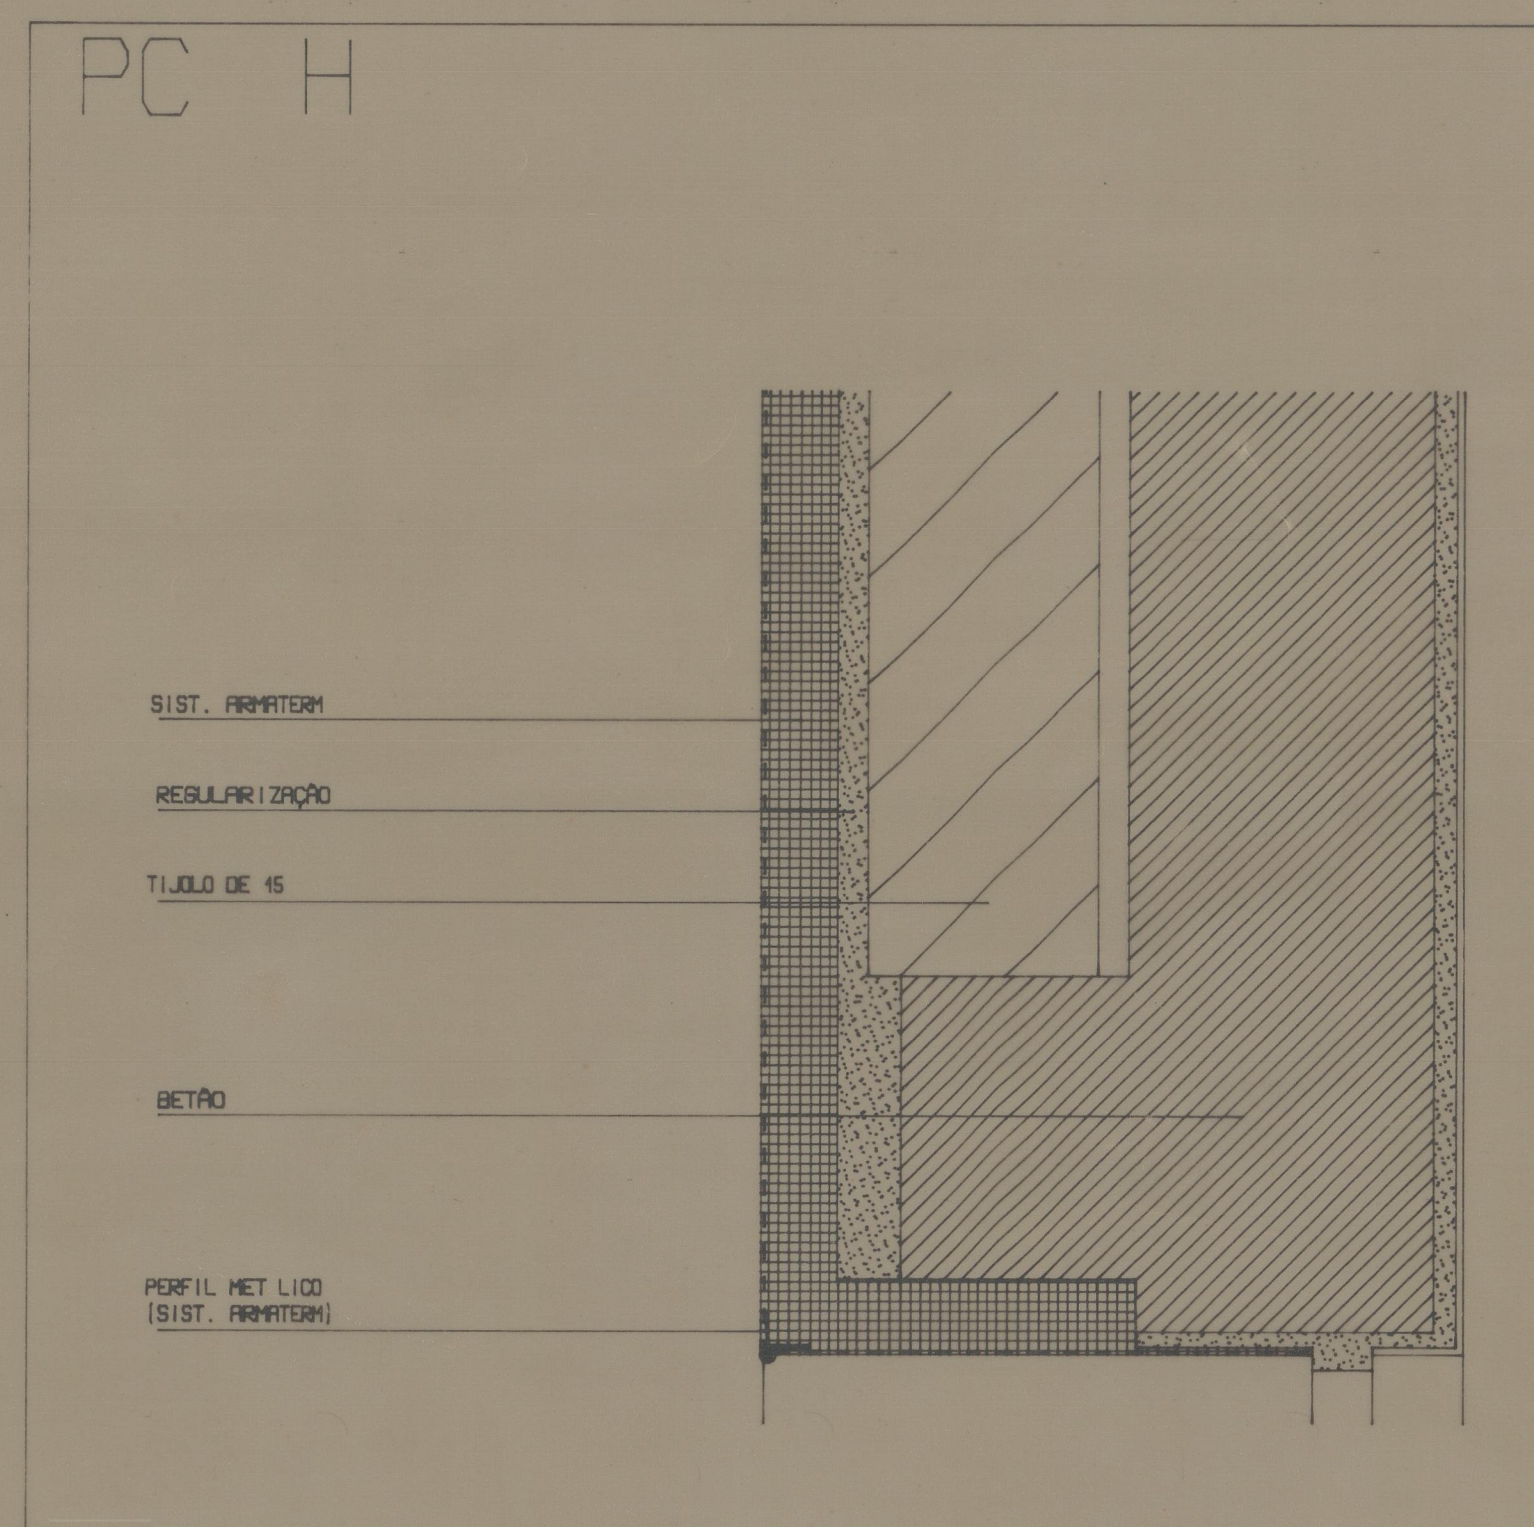 PC H
SIST. ARMATERM
REGULARIZAÇÃO
TIJOLO DE 15
BETÃO
PERFIL MET LICO
(SIST. ARMATERM)